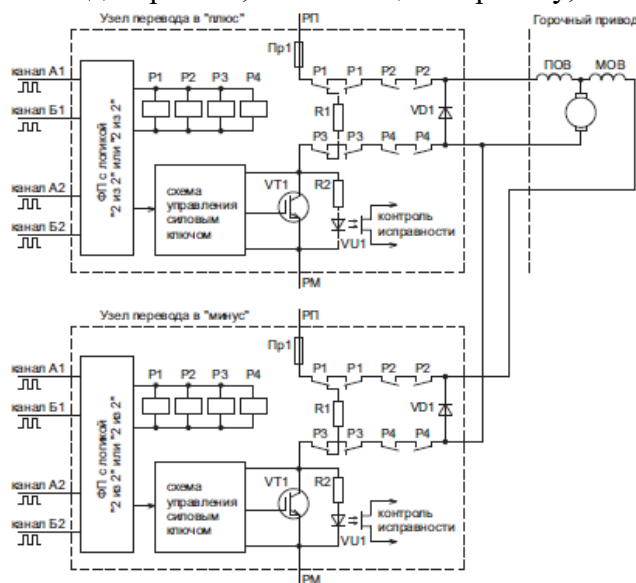 Узел перевода в "плюс"
РП
Горочный привод
Пр1
канал А1
Р1 Р2 Р3 Р4
Р1 Р1 Р2 Р2
ПОВ МОВ
канал Б1
R1
VD1
ФП с логикой
"2 из 2" или "2 из 2"
Р3 Р3 Р4 Р4
канал А2
схема
управления
силовым
ключом
VT1
R2
контроль
исправности
канал Б2
VU1
РМ
Узел перевода в "минус"
РП
Пр1
канал А1
Р1 Р2 Р3 Р4
Р1 Р1 Р2 Р2
канал Б1
R1
VD1
ФП с логикой
"2 из 2" или "2 из 2"
Р3 Р3 Р4 Р4
канал А2
схема
управления
силовым
ключом
VT1
R2
контроль
исправности
канал Б2
VU1
РМ